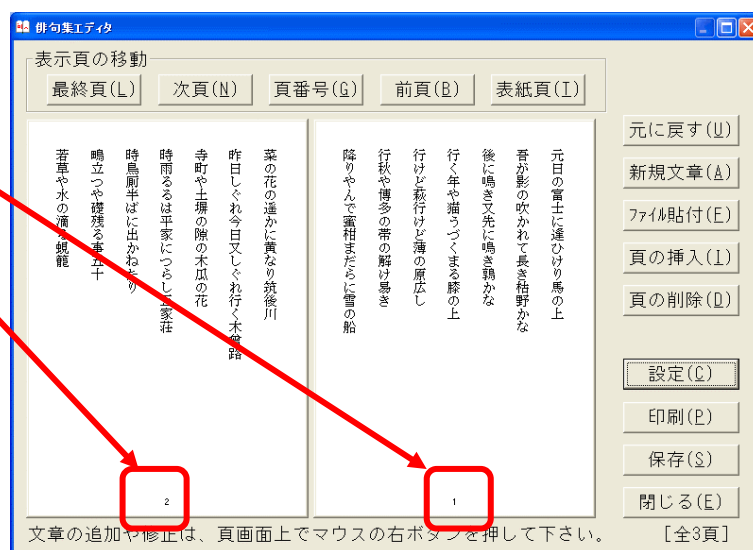 俳句集エディタ
表示頁の移動
最終頁(L) 次頁(N) 頁番号(G) 前頁(B) 表紙頁(I)
元日の富士に逢ひけり馬の上
吾が影の吹かれて長き枯野かな
後に鳴き又先に鳴き鶉かな
行く年や猫うづくまる膝の上
行けど萩行けど薄の原広し
行秋や博多の帯の解け易き
降りやんで蜜柑まだらに雪の船
1
菜の花の遥かに黄なり筑後川
昨日しぐれ今日又しぐれ行く木曾路
寺町や土塀の隙の木瓜の花
時雨るるは平家につらし五家荘
時鳥厠半ばに出かねたり
鴫立つや礎残る事五十
若草や水の滴る蜆籠
2
元に戻す(U)
新規文章(A)
ファイル貼付(F)
頁の挿入(I)
頁の削除(D)
設定(C)
印刷(P)
保存(S)
閉じる(E)
文章の追加や修正は、頁画面上でマウスの右ボタンを押して下さい。
[全3頁]